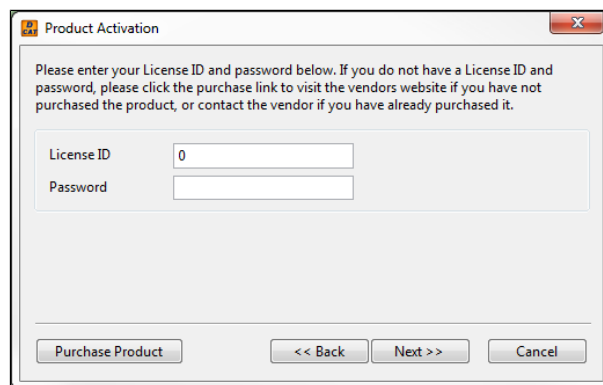 D
CAT
Product Activation
Please enter your License ID and password below. If you do not have a License ID and
password, please click the purchase link to visit the vendors website if you have not
purchased the product, or contact the vendor if you have already purchased it.
License ID 0
Password
Purchase Product << Back Next >> Cancel